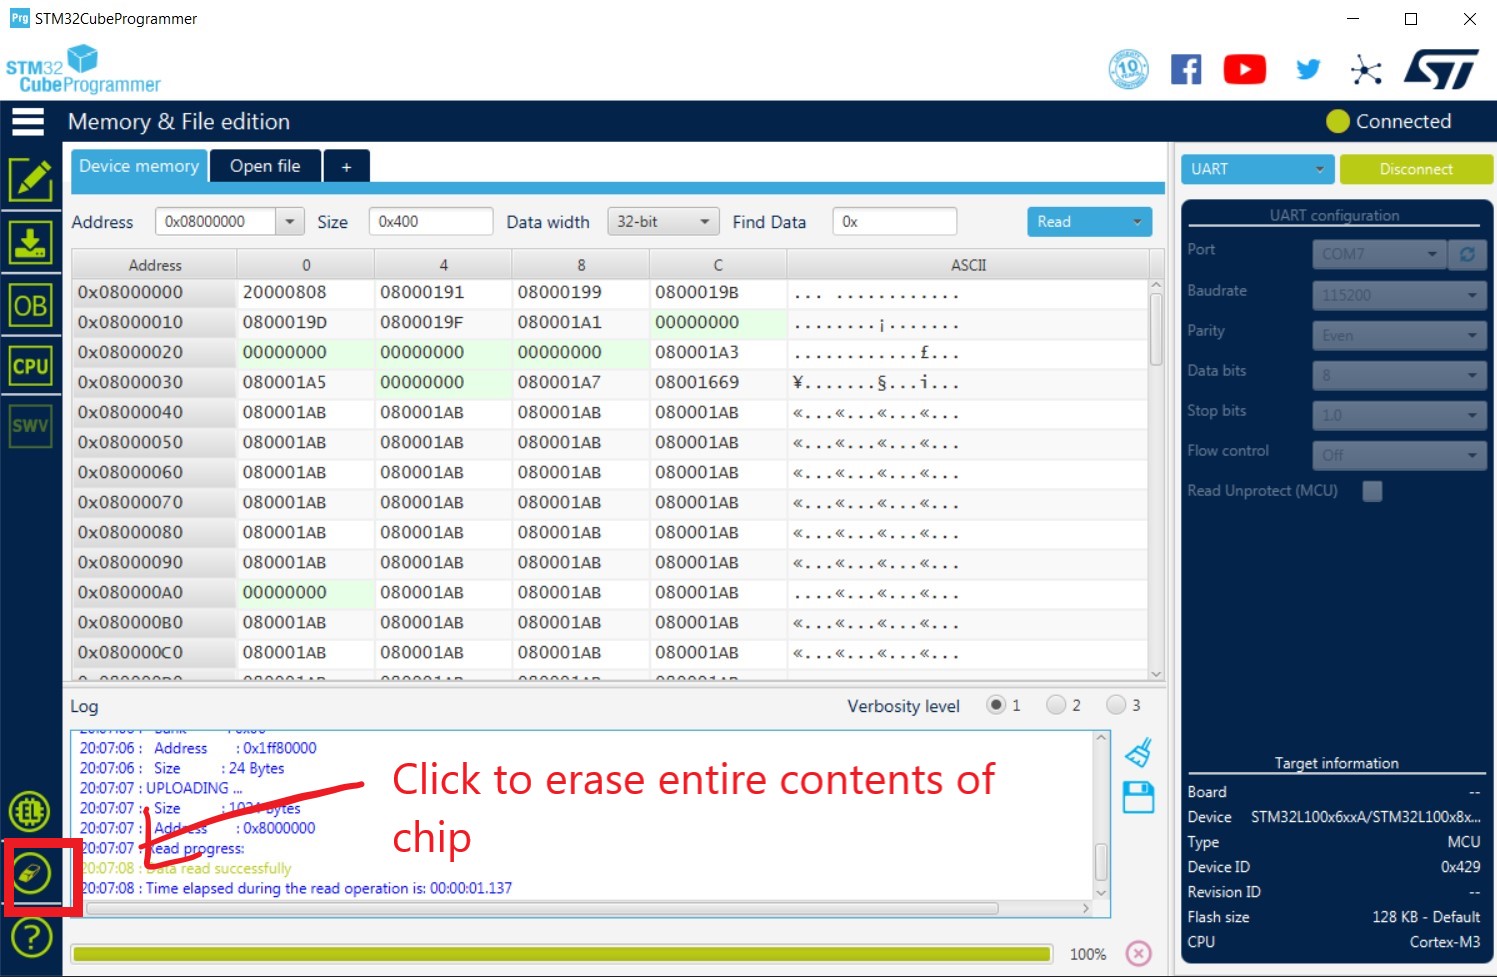 Prg STM32CubeProgrammer
STM32
CubeProgrammer
10
ST
Memory & File edition
Connected
Device memory
Open file
+
UART
Disconnect
Address
0x08000000
Size
0x400
Data width
32-bit
Find Data
0x
Read
Address 0 4 8 C ASCII
0x08000000 20000808 08000191 08000199 0800019B ... ............
0x08000010 0800019D 0800019F 080001A1 00000000 ........¡.......
0x08000020 00000000 00000000 00000000 080001A3 ............£...
0x08000030 080001A5 00000000 080001A7 08001669 ¥.......§...i...
0x08000040 080001AB 080001AB 080001AB 080001AB «...«...«...«...
0x08000050 080001AB 080001AB 080001AB 080001AB «...«...«...«...
0x08000060 080001AB 080001AB 080001AB 080001AB «...«...«...«...
0x08000070 080001AB 080001AB 080001AB 080001AB «...«...«...«...
0x08000080 080001AB 080001AB 080001AB 080001AB «...«...«...«...
0x08000090 080001AB 080001AB 080001AB 080001AB «...«...«...«...
0x080000A0 00000000 080001AB 080001AB 080001AB ....«...«...«...
0x080000B0 080001AB 080001AB 080001AB 080001AB «...«...«...«...
0x080000C0 080001AB 080001AB 080001AB 080001AB «...«...«...«...
OB
CPU
SWV
EL
?
Log
Verbosity level
1
2
3
20:07:06 : Address : 0x1ff80000
20:07:06 : Size : 24 Bytes
20:07:07 : UPLOADING ...
20:07:07 : Size : 1024 Bytes
20:07:07 : Address : 0x8000000
20:07:07 : Read progress:
20:07:08 : Data read successfully
20:07:08 : Time elapsed during the read operation is: 00:00:01.137
Click to erase entire contents of
chip
100%
UART configuration
Port
COM7
Baudrate
115200
Parity
Even
Data bits
8
Stop bits
1.0
Flow control
Off
Read Unprotect (MCU)
Target information
Board --
Device STM32L100x6xxA/STM32L100x8x...
Type MCU
Device ID 0x429
Revision ID --
Flash size 128 KB - Default
CPU Cortex-M3